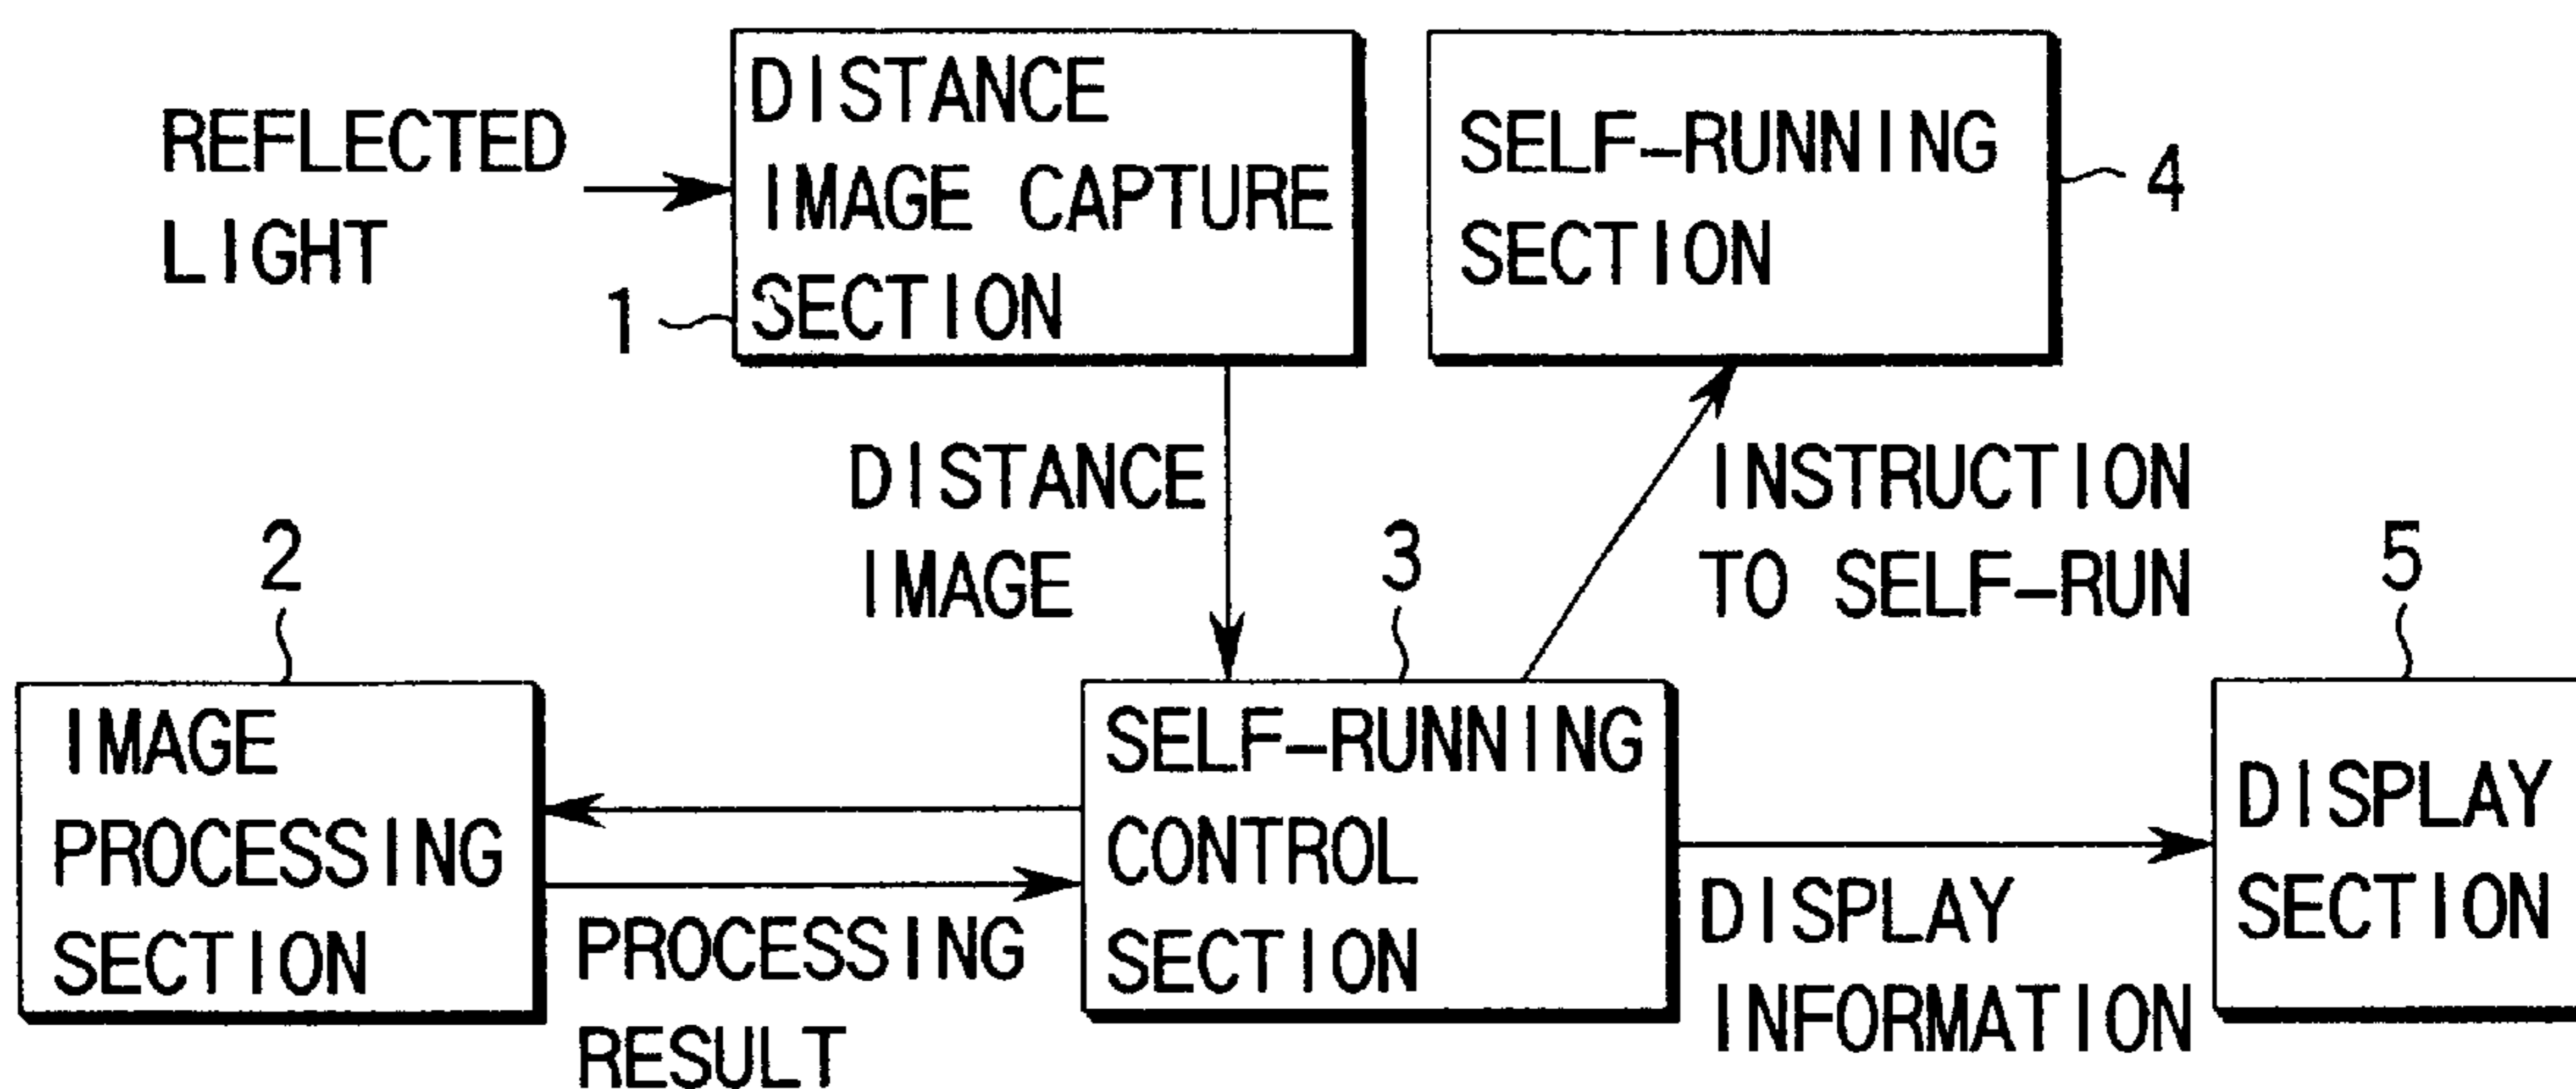 REFLECTED
LIGHT
DISTANCE
IMAGE CAPTURE
SECTION
1
SELF-RUNNING
SECTION
4
DISTANCE
IMAGE
INSTRUCTION
TO SELF-RUN
2
3
5
IMAGE
PROCESSING
SECTION
PROCESSING
RESULT
SELF-RUNNING
CONTROL
SECTION
DISPLAY
INFORMATION
DISPLAY
SECTION